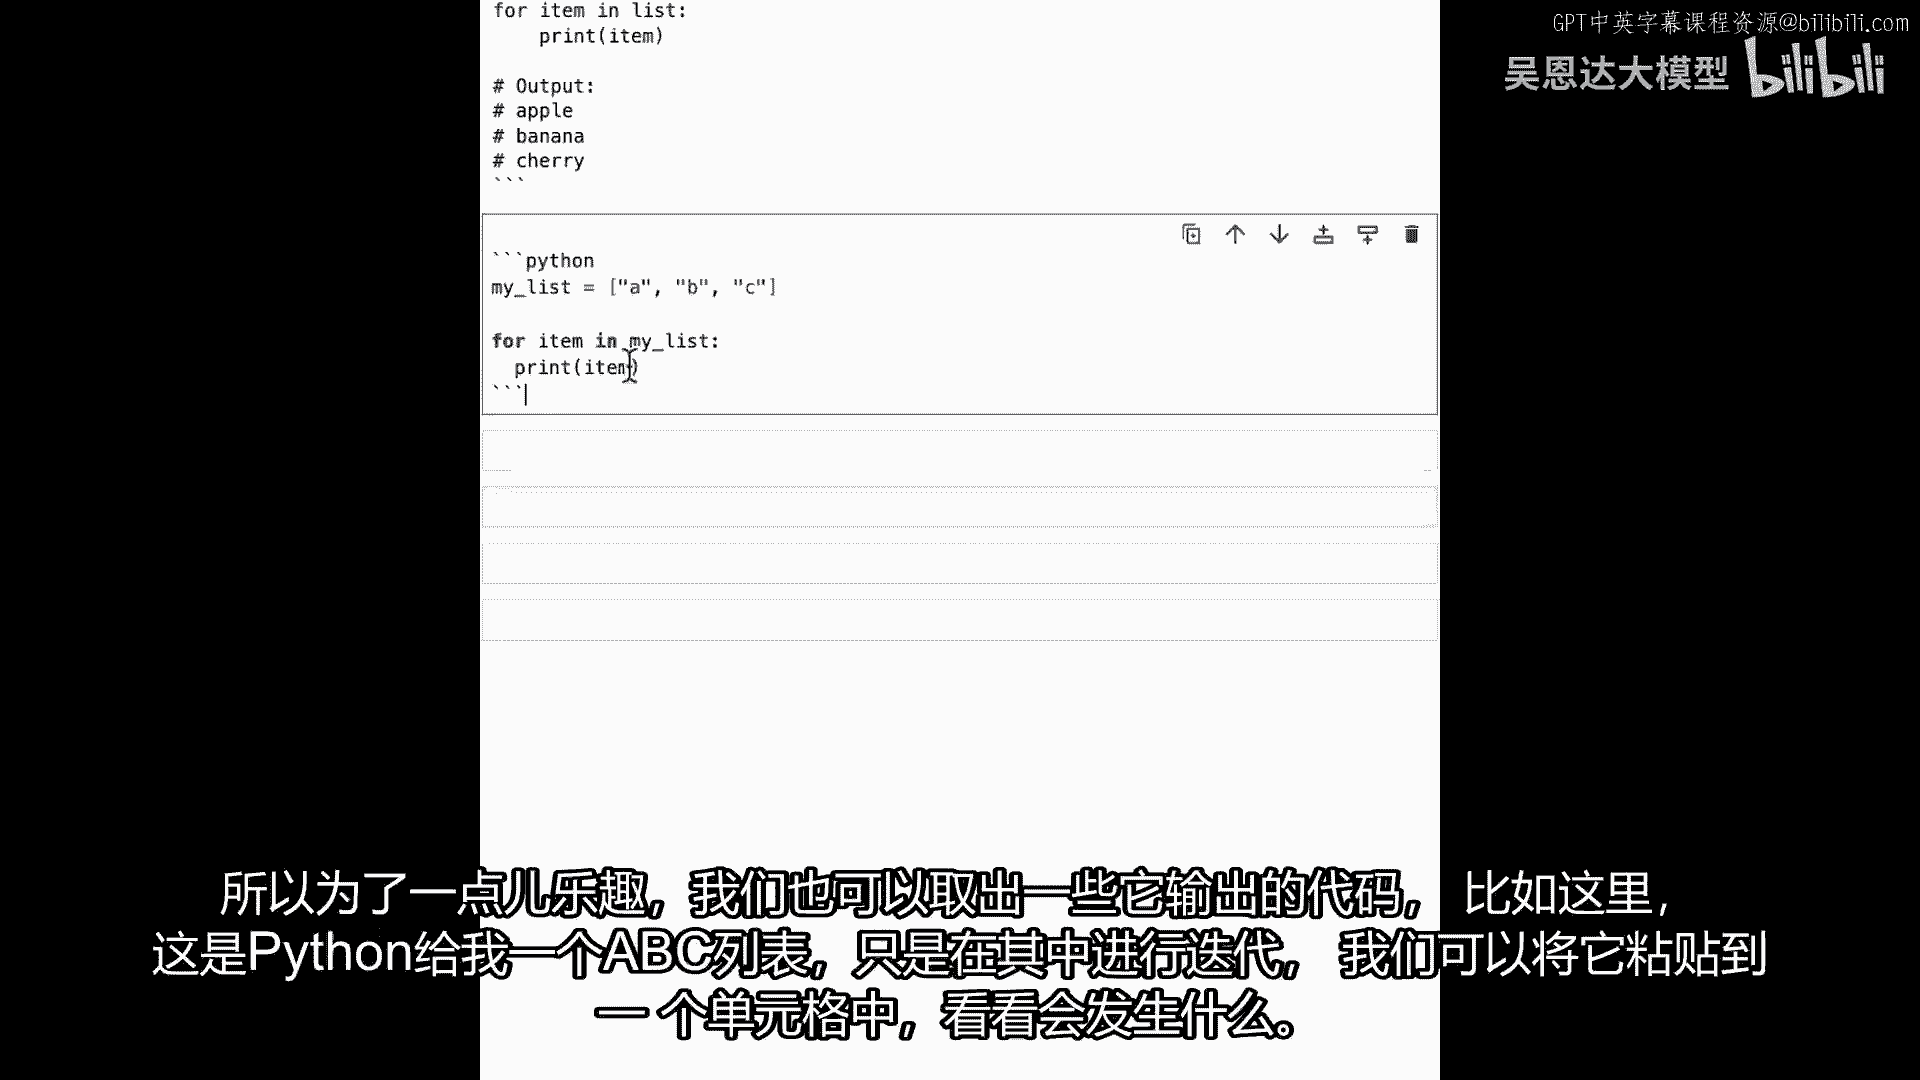 GPT中英字幕课程资源@bilibili.com
吴恩达大模型 bilibili
for item in list:
    print(item)
# Output:
# apple
# banana
# cherry
```
```python
my_list = ["a", "b", "c"]
for item in my_list:
  print(item)
```
所以为了一点儿乐趣，我们也可以取出一些它输出的代码， 比如这里，
这是Python给我一个ABC列表，只是在其中进行迭代， 我们可以将它粘贴到
一 个单元格中，看看会发生什么。